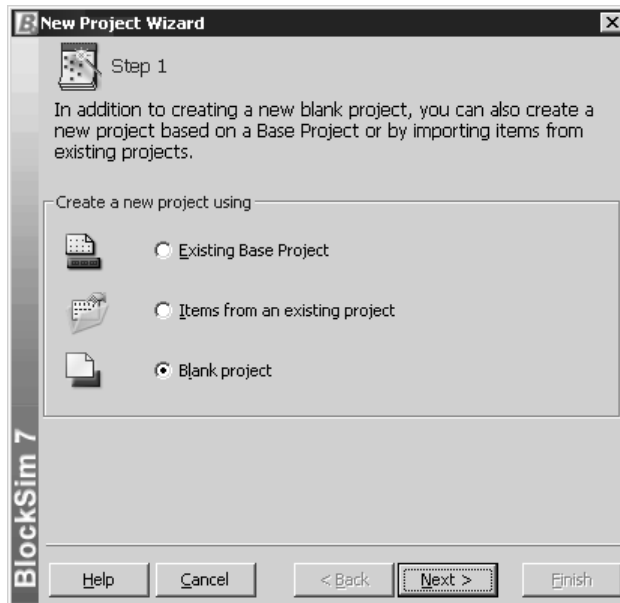 New Project Wizard
Step 1
In addition to creating a new blank project, you can also create a
new project based on a Base Project or by importing items from
existing projects.
Create a new project using
Existing Base Project
Items from an existing project
Blank project
BlockSim 7
Help
Cancel
< Back
Next >
Finish